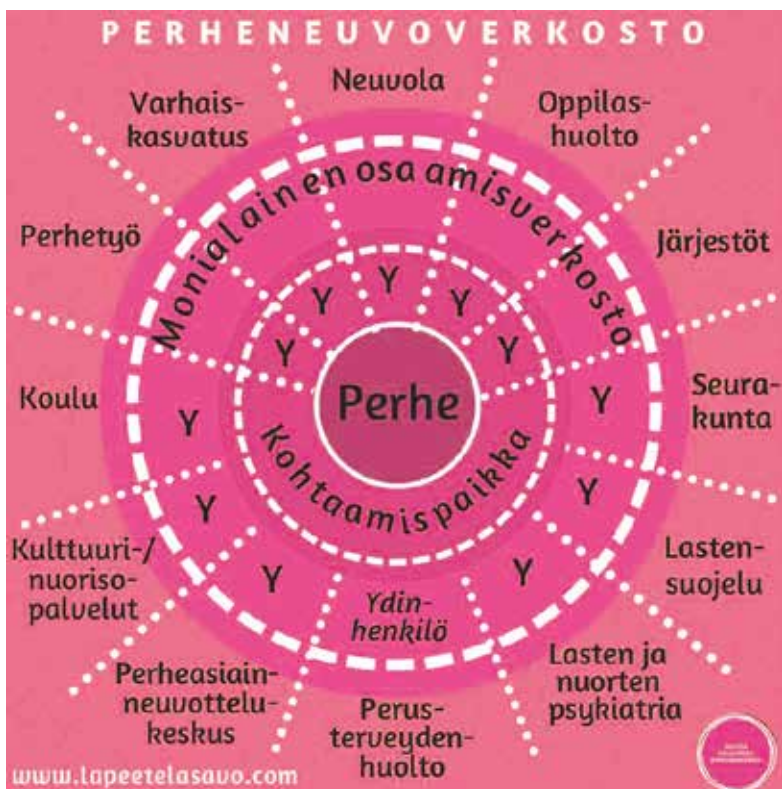 PERHENEUVOVERKOSTO
Neuvola
Varhais-
kasvatus
Oppilas-
huolto
Monialainen osaamisverkosto
Perhetyö
Järjestöt
Y
Y
Y
Y
Y
Perhe
Koulu
Y
Y
Seura-
kunta
Kohtaamispaikka
Y
Y
Kulttuuri-/
nuoriso-
palvelut
Lasten-
suojelu
Y
Y
Ydin-
henkilö
Perheasiain-
neuvottelu-
keskus
Perus-
terveyden-
huolto
Lasten ja
nuorten
psykiatria
www.lapeetelasavo.com